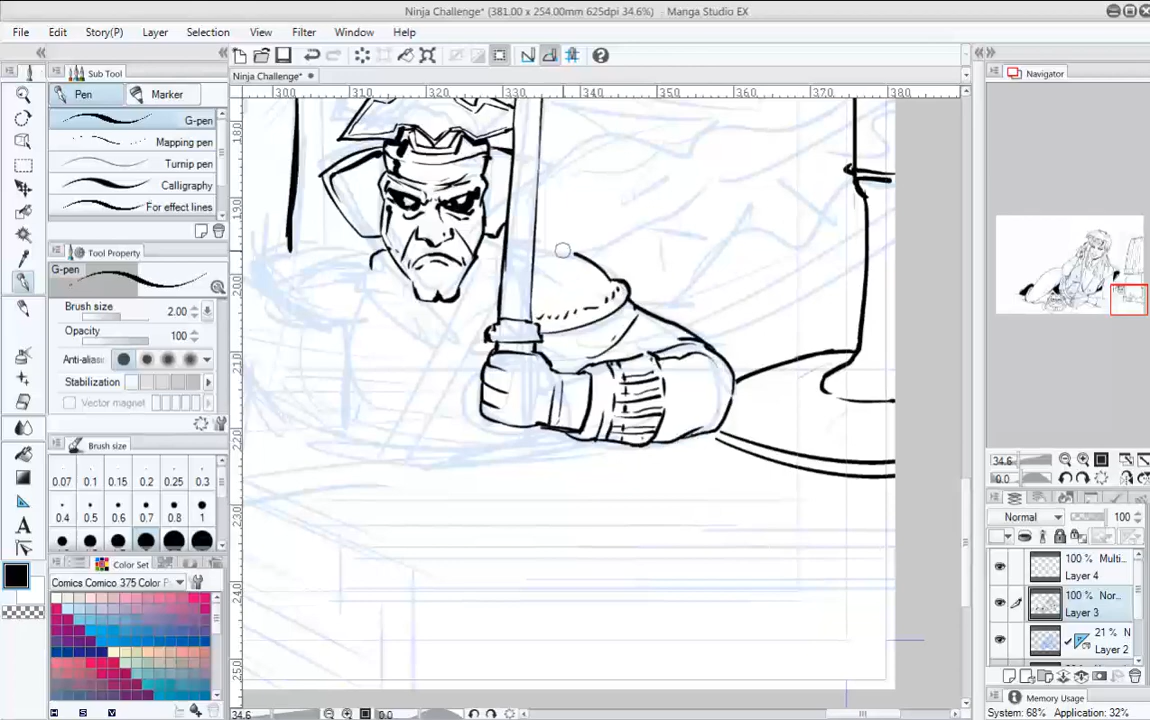 Ninja Challenge* (381.00 x 254.00mm 625dpi 34.6%) - Manga Studio EX
File Edit Story(P) Layer Selection View Filter Window Help
Sub Tool
Ninja Challenge*
Navigator
Pen Marker
G-pen
Mapping pen
Turnip pen
Calligraphy
For effect lines
Tool Property
G-pen
Brush size 2.00
Opacity 100
Anti-alias
Stabilization
Vector magnet
Brush size
0.07 0.1 0.15 0.2 0.25 0.3
0.4 0.5 0.6 0.7 0.8 1
Color Set
Comics Comico 375 Color P
H S V
300 310 320 330 340 350 360 370 380
180
190
200
210
220
230
240
250
34.6 0.0
34.6
0.0
Normal 100
100 % Multi...
Layer 4
100 % Nor...
Layer 3
21 % N
Layer 2
Memory Usage
System: 68% Application: 32%